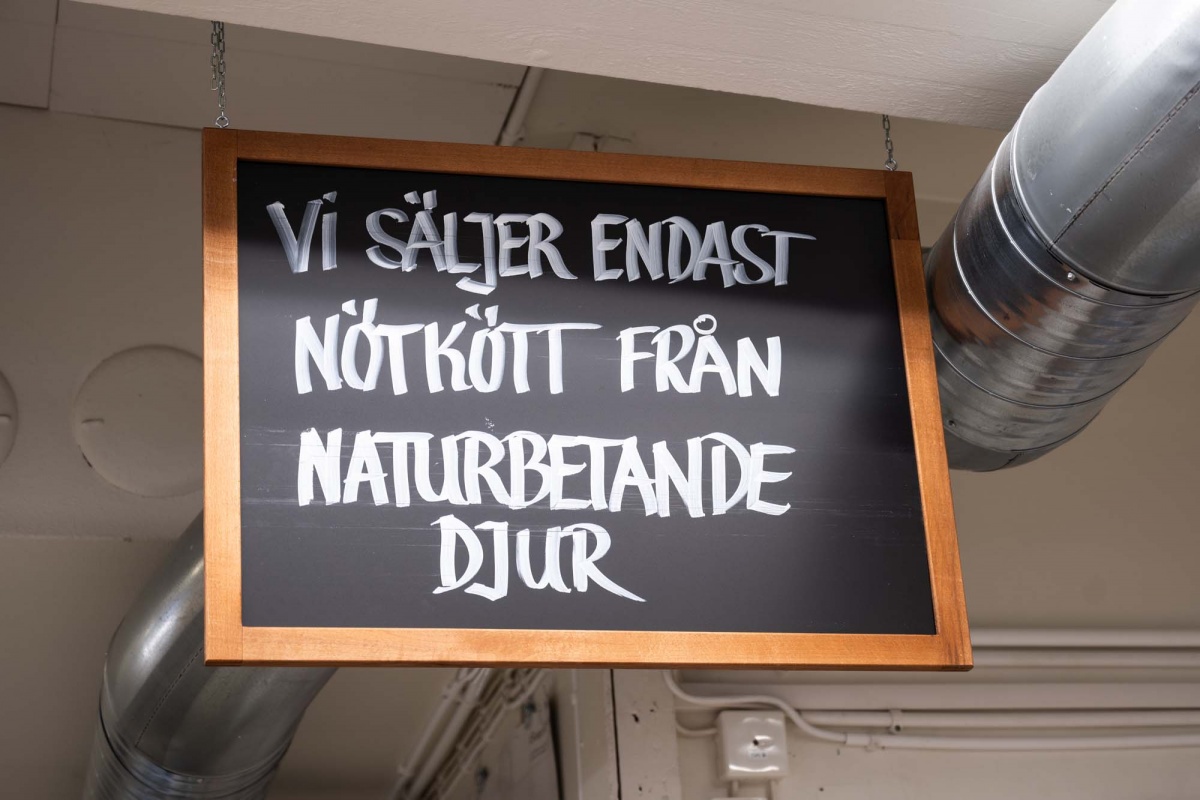 Vi SÄLJER ENDAST
NÖTKÖTT FRÅN
NATURBETANDE
DJUR